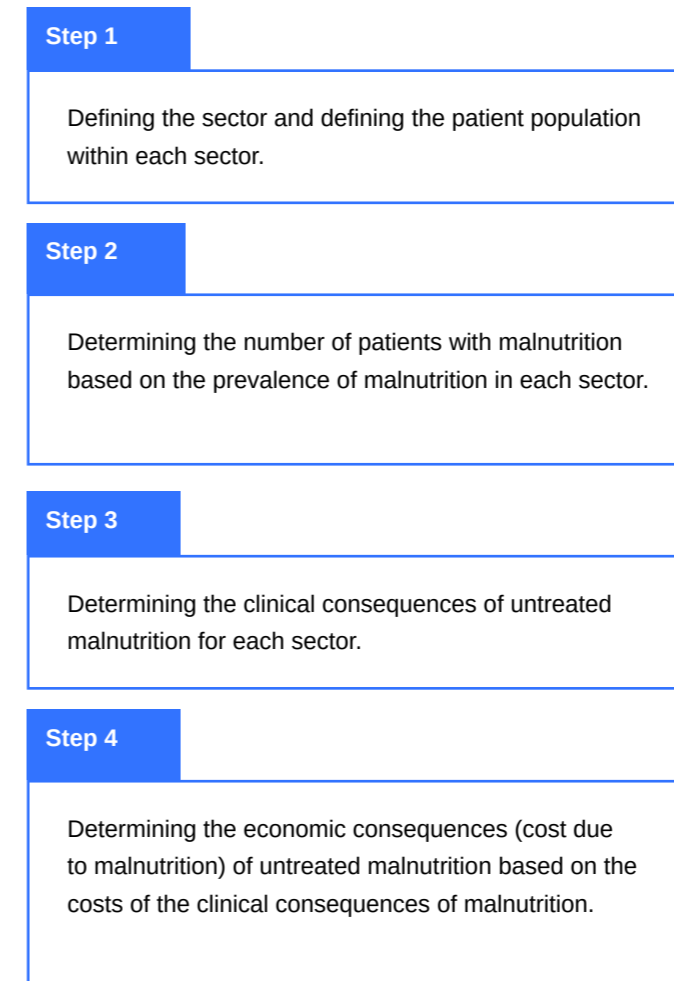 Step 1
Defining the sector and defining the patient population
within each sector.
Step 2
Determining the number of patients with malnutrition
based on the prevalence of malnutrition in each sector.
Step 3
Determining the clinical consequences of untreated
malnutrition for each sector.
Step 4
Determining the economic consequences (cost due
to malnutrition) of untreated malnutrition based on the
costs of the clinical consequences of malnutrition.